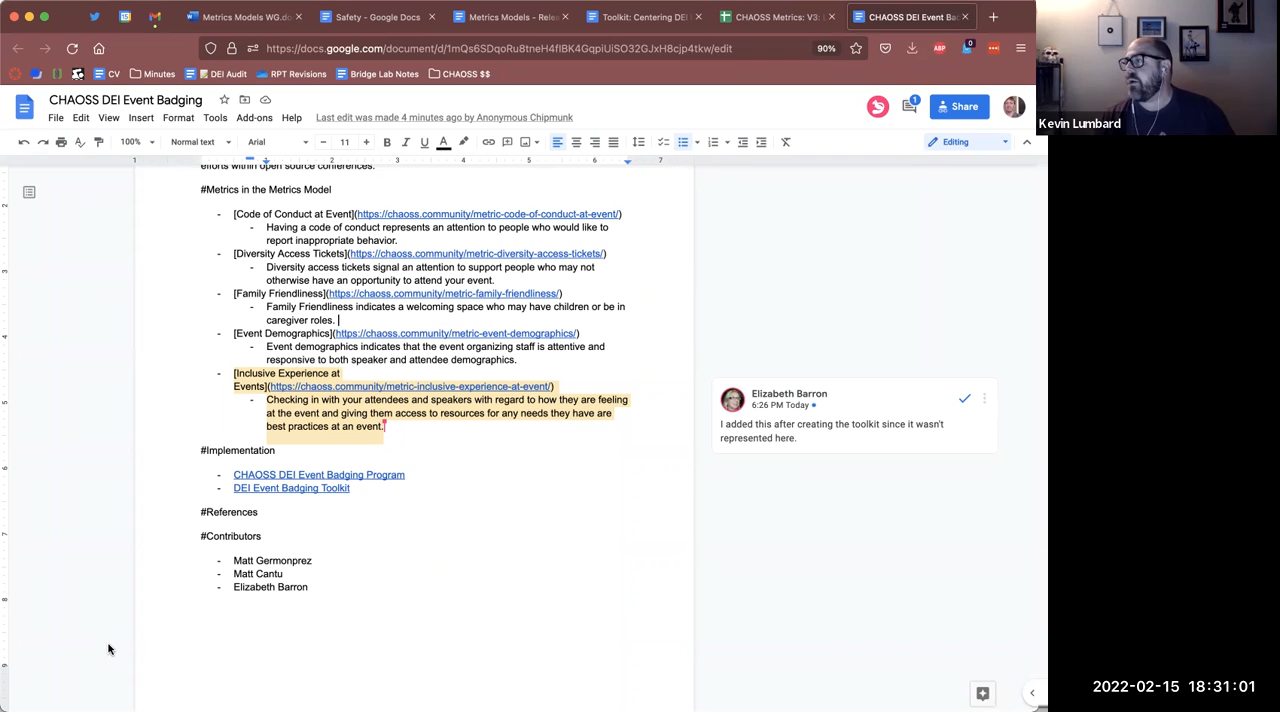 Metrics Models WG.do
Safety - Google Docs
Metrics Models - Rele
Toolkit: Centering DEI
CHAOSS Metrics: V3: L
CHAOSS DEI Event Ba
https://docs.google.com/document/d/1mQs6SDqoRu8tneH4flBK4GqpiUiSO32GJxH8cjp4tkw/edit
90%
ABP
0
CV
Minutes
DEI Audit
RPT Revisions
Bridge Lab Notes
CHAOSS $$
Kevin Lumbard
CHAOSS DEI Event Badging
File Edit View Insert Format Tools Add-ons Help Last edit was made 4 minutes ago by Anonymous Chipmunk
1
Share
100% Normal text Arial 11 B I U A Editing
1 2 3 4 5 6 7
efforts within open source conferences.
#Metrics in the Metrics Model
- [Code of Conduct at Event](https://chaoss.community/metric-code-of-conduct-at-event/)
- Having a code of conduct represents an attention to people who would like to
report inappropriate behavior.
- [Diversity Access Tickets](https://chaoss.community/metric-diversity-access-tickets/)
- Diversity access tickets signal an attention to support people who may not
otherwise have an opportunity to attend your event.
- [Family Friendliness](https://chaoss.community/metric-family-friendliness/)
- Family Friendliness indicates a welcoming space who may have children or be in
caregiver roles.
- [Event Demographics](https://chaoss.community/metric-event-demographics/)
- Event demographics indicates that the event organizing staff is attentive and
responsive to both speaker and attendee demographics.
- [Inclusive Experience at
Events](https://chaoss.community/metric-inclusive-experience-at-event/)
- Checking in with your attendees and speakers with regard to how they are feeling
at the event and giving them access to resources for any needs they have are
best practices at an event.
Elizabeth Barron
6:26 PM Today
I added this after creating the toolkit since it wasn't
represented here.
#Implementation
- CHAOSS DEI Event Badging Program
- DEI Event Badging Toolkit
#References
#Contributors
- Matt Germonprez
- Matt Cantu
- Elizabeth Barron
2022-02-15 18:31:01